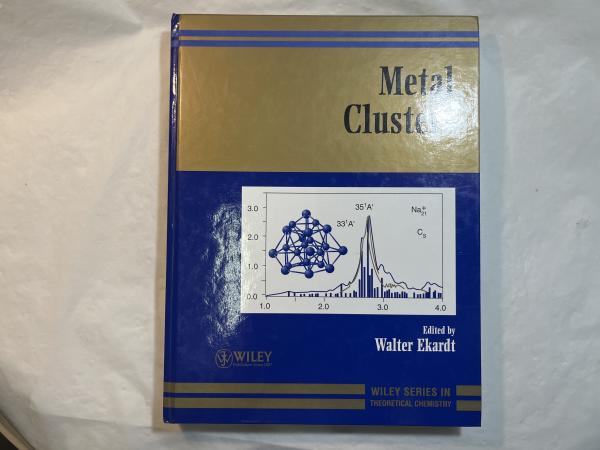 Metal
Clusters
3.0
2.0
1.0
0.0
1.0
2.0
3.0
4.0
35¹A'
33¹A'
Na₂₁⁺
Cₛ
Edited by
Walter Ekardt
WILEY
WILEY SERIES IN
THEORETICAL CHEMISTRY